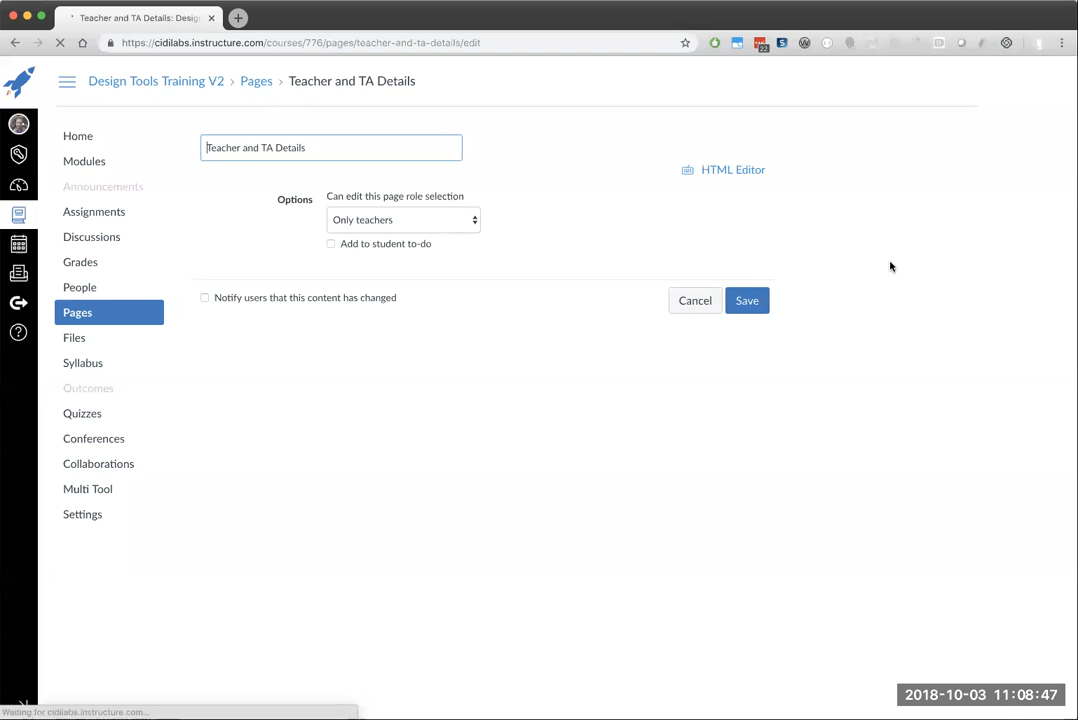 Teacher and TA Details: Desig
https://cidilabs.instructure.com/courses/776/pages/teacher-and-ta-details/edit
22
Design Tools Training V2 > Pages > Teacher and TA Details
Home
Modules
Announcements
Assignments
Discussions
Grades
People
Pages
Files
Syllabus
Outcomes
Quizzes
Conferences
Collaborations
Multi Tool
Settings
Teacher and TA Details
HTML Editor
Options
Can edit this page role selection
Only teachers
Add to student to-do
Notify users that this content has changed
Cancel
Save
Waiting for cidilabs.instructure.com...
2018-10-03 11:08:47